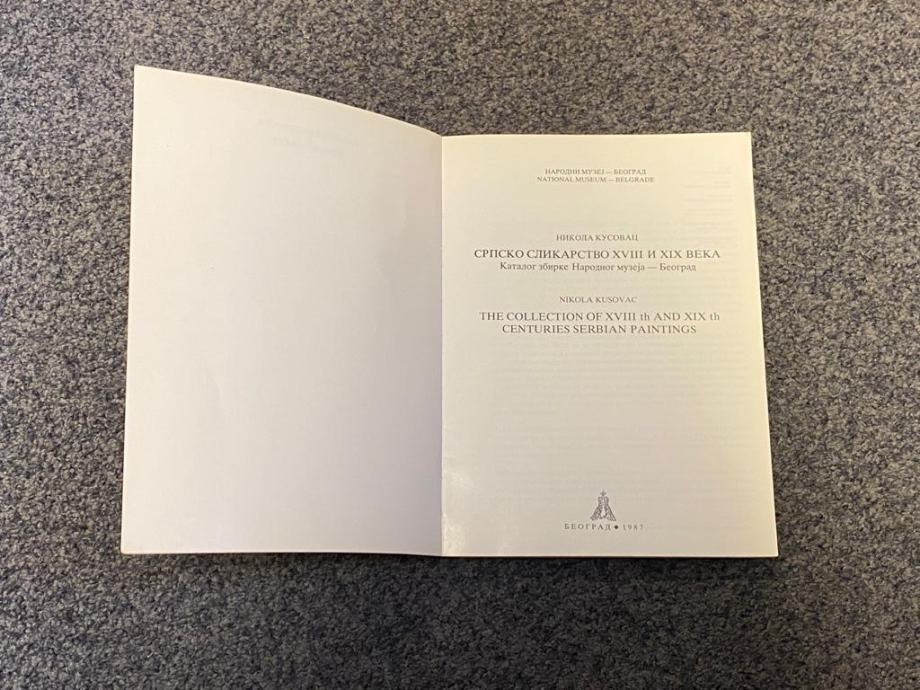 НАРОДНИ МУЗЕЈ — БЕОГРАД
NATIONAL MUSEUM — BELGRADE
НИКОЛА КУСОВАЦ
СРПСКО СЛИКАРСТВО XVIII И XIX ВЕКА
Каталог збирке Народног музеја — Београд
NIKOLA KUSOVAC
THE COLLECTION OF XVIII th AND XIX th
CENTURIES SERBIAN PAINTINGS
БЕОГРАД ● 1987